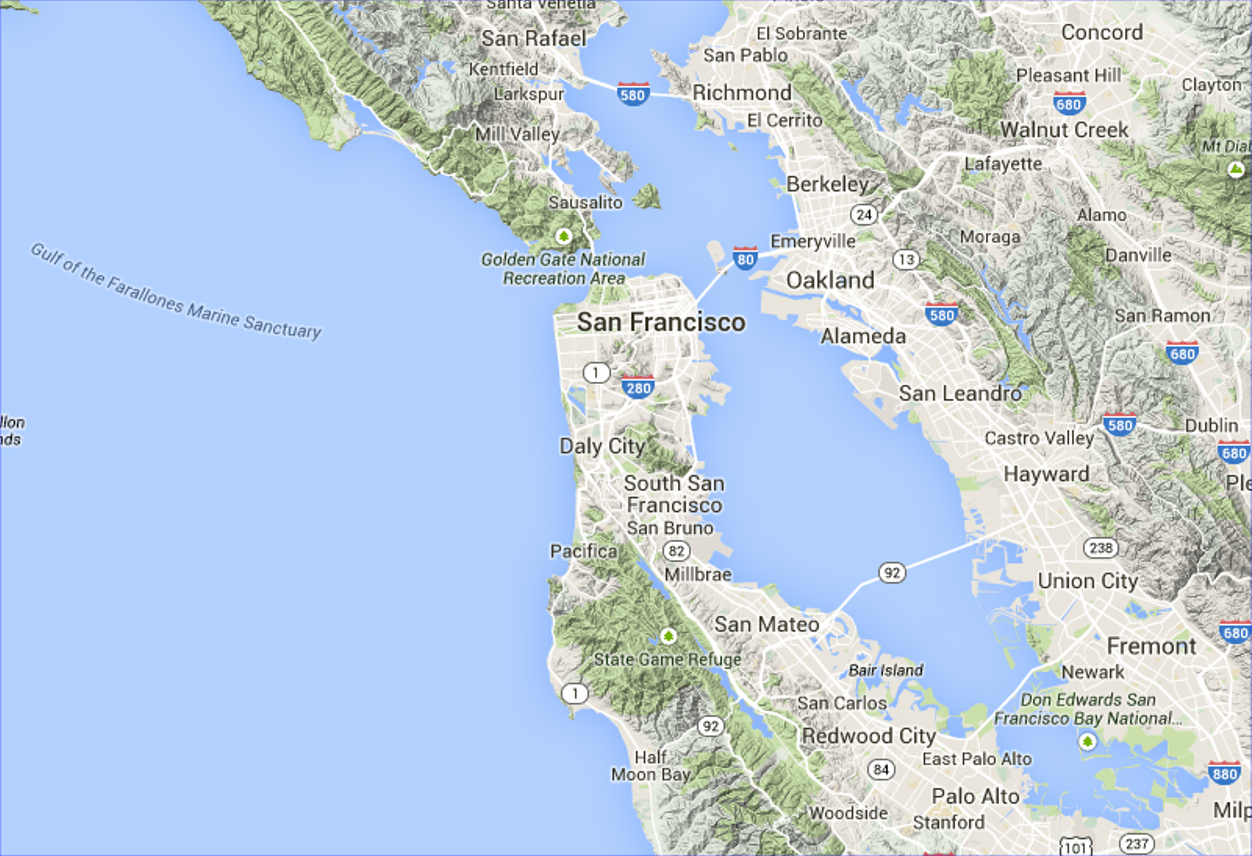 Santa Venetia
San Rafael
El Sobrante
Concord
San Pablo
Kentfield
Pleasant Hill
Larkspur
580
Richmond
Clayton
680
El Cerrito
Mill Valley
Walnut Creek
Mt Diab
Lafayette
Berkeley
Sausalito
24
Alamo
Emeryville
Moraga
Gulf of the Farallones Marine Sanctuary
Golden Gate National
Recreation Area
80
13
Danville
Oakland
580
San Ramon
San Francisco
Alameda
680
1
280
San Leandro
llon
nds
580
Dublin
Daly City
Castro Valley
680
Hayward
Ple
South San
Francisco
San Bruno
Pacifica
82
238
Millbrae
92
Union City
San Mateo
680
Fremont
State Game Refuge
Bair Island
Newark
1
San Carlos
Don Edwards San
Francisco Bay National...
92
Redwood City
Half
Moon Bay
East Palo Alto
84
880
Palo Alto
Woodside
Stanford
Milp
101
237